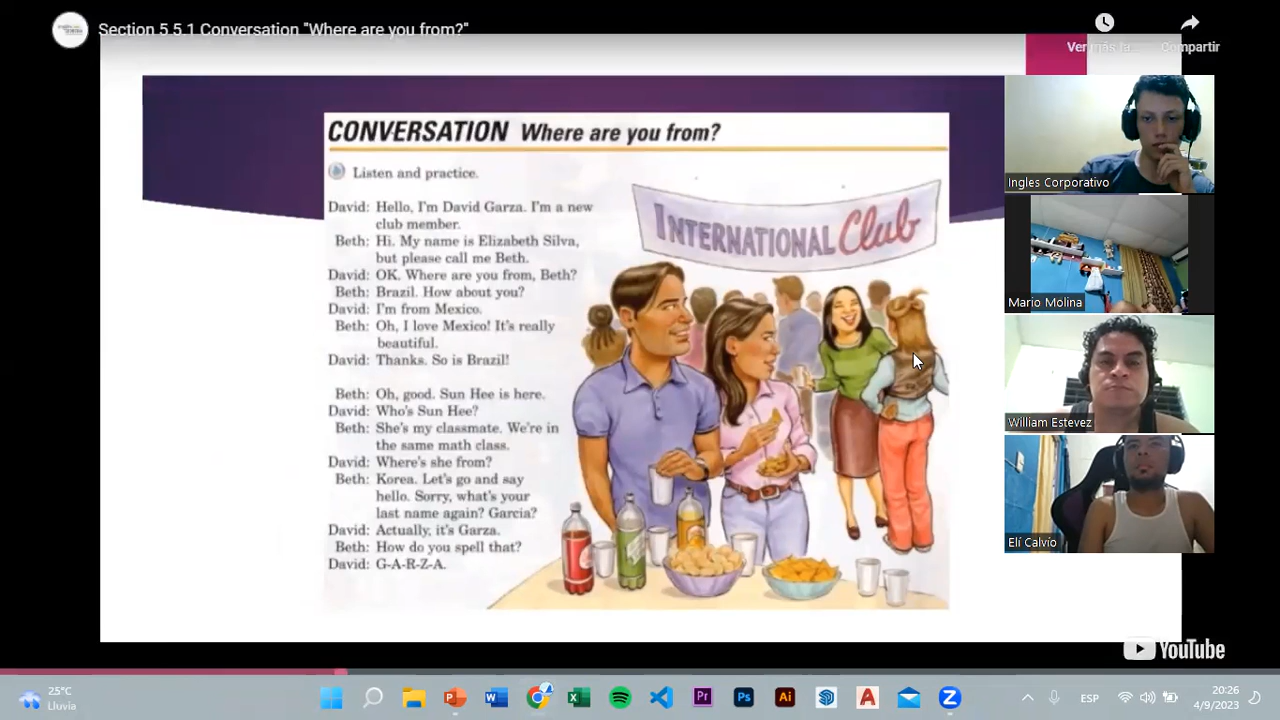 Section 5.5.1 Conversation "Where are you from?"
Ver más
Compartir
CONVERSATION Where are you from?
Listen and practice.
David: Hello, I'm David Garza. I'm a new
club member.
Beth: Hi. My name is Elizabeth Silva,
but please call me Beth.
David: OK. Where are you from, Beth?
Beth: Brazil. How about you?
David: I'm from Mexico.
Beth: Oh, I love Mexico! It's really
beautiful.
David: Thanks. So is Brazil!
Beth: Oh, good. Sun Hee is here.
David: Who's Sun Hee?
Beth: She's my classmate. We're in
the same math class.
David: Where's she from?
Beth: Korea. Let's go and say
hello. Sorry, what's your
last name again? Garcia?
David: Actually, it's Garza.
Beth: How do you spell that?
David: G-A-R-Z-A.
INTERNATIONAL Club
Ingles Corporativo
Mario Molina
William Estevez
Elí Calvío
YouTube
25°C
Lluvia
W
X
Pr
Ps
Ai
A
Z
ESP
20:26
4/9/2023